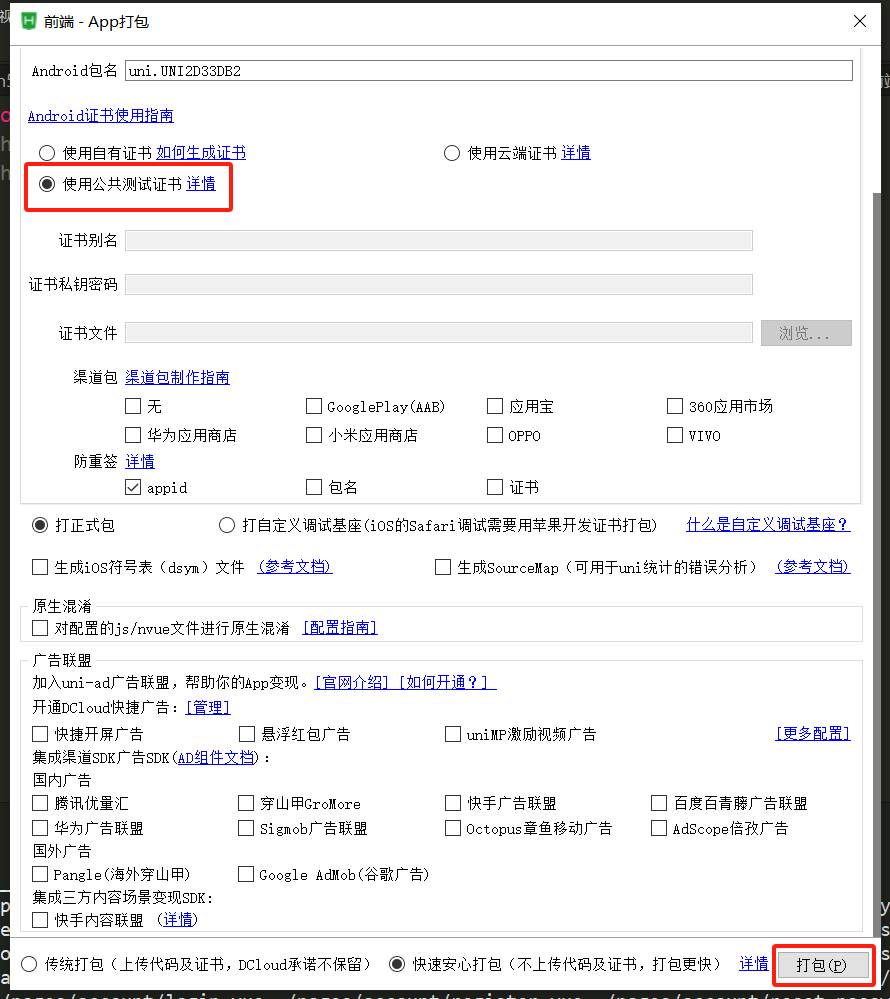 前端 - App打包
Android包名 uni.UNI2D33DB2
Android证书使用指南
使用自有证书 如何生成证书 使用云端证书 详情
使用公共测试证书 详情
证书别名
证书私钥密码
证书文件 浏览...
渠道包 渠道包制作指南
无 GooglePlay(AAB) 应用宝 360应用市场
华为应用商店 小米应用商店 OPPO VIVO
防重签 详情
appid 包名 证书
打正式包 打自定义调试基座(iOS的Safari调试需要用苹果开发证书打包) 什么是自定义调试基座？
生成iOS符号表（dsym）文件 (参考文档) 生成SourceMap（可用于uni统计的错误分析） (参考文档)
原生混淆
对配置的js/nvue文件进行原生混淆 [配置指南]
广告联盟
加入uni-ad广告联盟，帮助你的App变现。[官网介绍] [如何开通？]
开通DCloud快捷广告：[管理]
快捷开屏广告 悬浮红包广告 uniMP激励视频广告 [更多配置]
集成渠道SDK广告SDK(AD组件文档)：
国内广告
腾讯优量汇 穿山甲GroMore 快手广告联盟 百度百青藤广告联盟
华为广告联盟 Sigmob广告联盟 Octopus章鱼移动广告 AdScope倍孜广告
国外广告
Pangle(海外穿山甲) Google AdMob(谷歌广告)
集成三方内容场景变现SDK:
快手内容联盟 （详情）
传统打包（上传代码及证书，DCloud承诺不保留） 快速安心打包（不上传代码及证书，打包更快） 详情 打包(P)